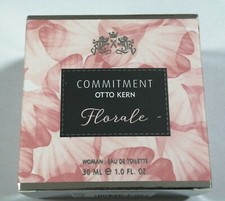 COMMITMENT
OTTO KERN
Florale
WOMAN | EAU DE TOILETTE
30 ML ℮ 1.0 FL. OZ